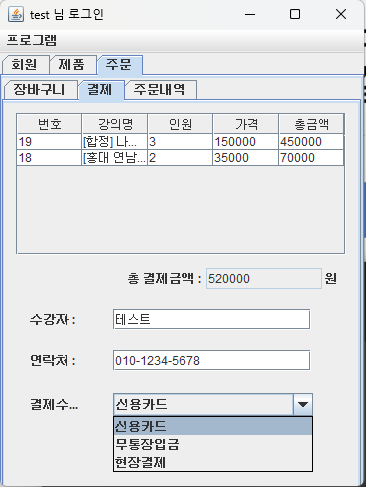 test 님 로그인
프로그램
회원 제품 주문
장바구니 결제 주문내역
번호 강의명 인원 가격 총금액
19 [합정] 나... 3 150000 450000
18 [홍대 연남... 2 35000 70000
총 결제금액 : 520000 원
수강자 : 테스트
연락처 : 010-1234-5678
결제수... 신용카드
신용카드
무통장입금
현장결제